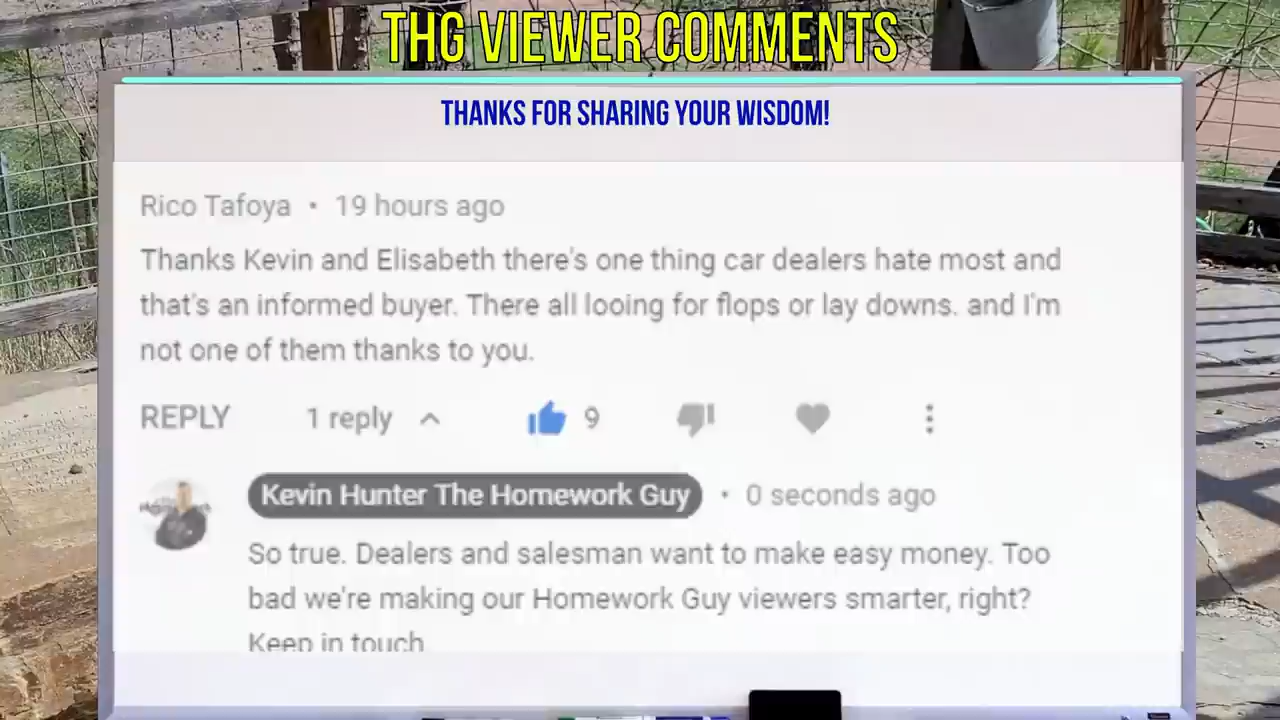 THG VIEWER COMMENTS
THANKS FOR SHARING YOUR WISDOM!
Rico Tafoya • 19 hours ago
Thanks Kevin and Elisabeth there's one thing car dealers hate most and
that's an informed buyer. There all looing for flops or lay downs. and I'm
not one of them thanks to you.
REPLY 1 reply 9
Kevin Hunter The Homework Guy • 0 seconds ago
So true. Dealers and salesman want to make easy money. Too
bad we're making our Homework Guy viewers smarter, right?
Keep in touch